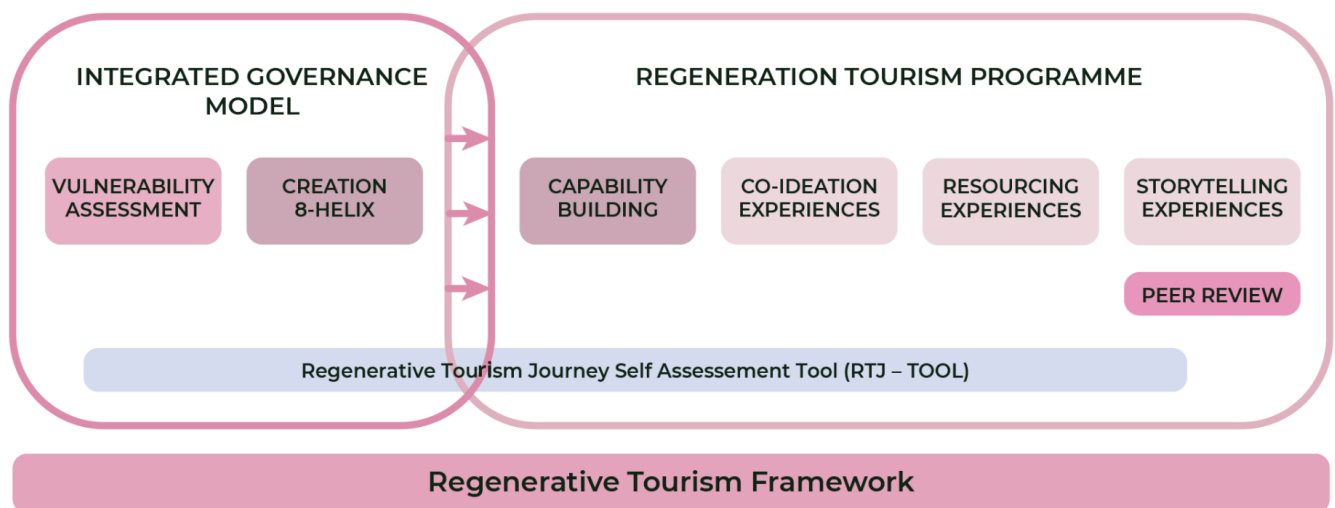 INTEGRATED GOVERNANCE
MODEL
VULNERABILITY
ASSESSMENT
CREATION
8-HELIX
REGENERATION TOURISM PROGRAMME
CAPABILITY
BUILDING
CO-IDEATION
EXPERIENCES
RESOURCING
EXPERIENCES
STORYTELLING
EXPERIENCES
PEER REVIEW
Regenerative Tourism Journey Self Assessement Tool (RTJ – TOOL)
Regenerative Tourism Framework